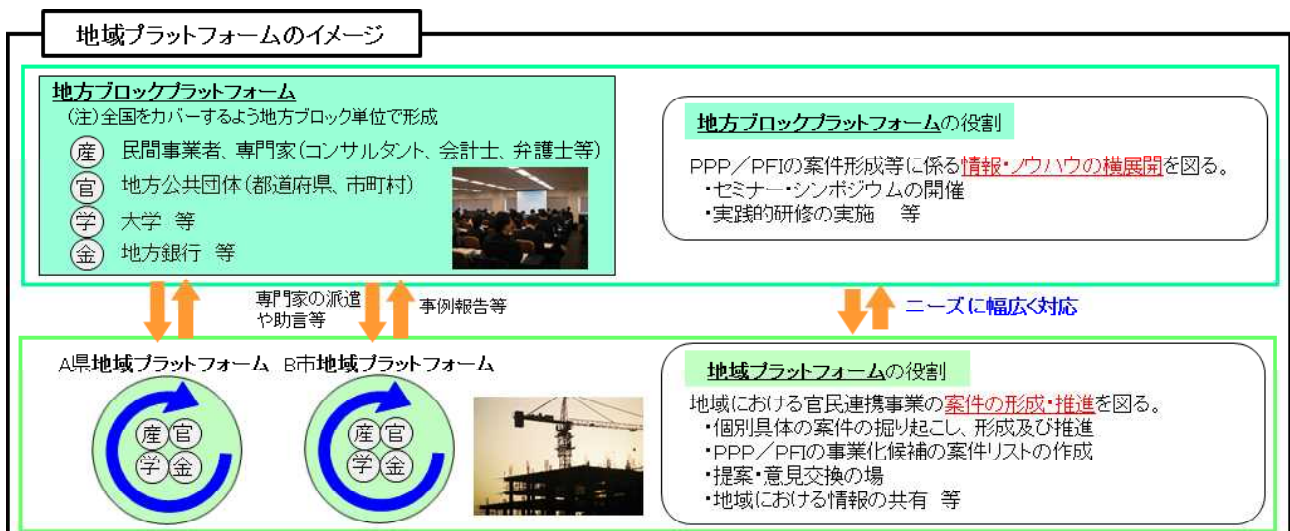 地域プラットフォームのイメージ
地方ブロックプラットフォーム
(注)全国をカバーするよう地方ブロック単位で形成
産 民間事業者、専門家(コンサルタント、会計士、弁護士等)
官 地方公共団体(都道府県、市町村)
学 大学 等
金 地方銀行 等
地方ブロックプラットフォームの役割
PPP/PFIの案件形成等に係る情報・ノウハウの横展開を図る。
・セミナー・シンポジウムの開催
・実践的研修の実施 等
専門家の派遣
や助言等
事例報告等
ニーズに幅広く対応
A県地域プラットフォーム
産 官
学 金
B市地域プラットフォーム
産 官
学 金
地域プラットフォームの役割
地域における官民連携事業の案件の形成・推進を図る。
・個別具体の案件の掘り起こし、形成及び推進
・PPP/PFIの事業化候補の案件リストの作成
・提案・意見交換の場
・地域における情報の共有 等